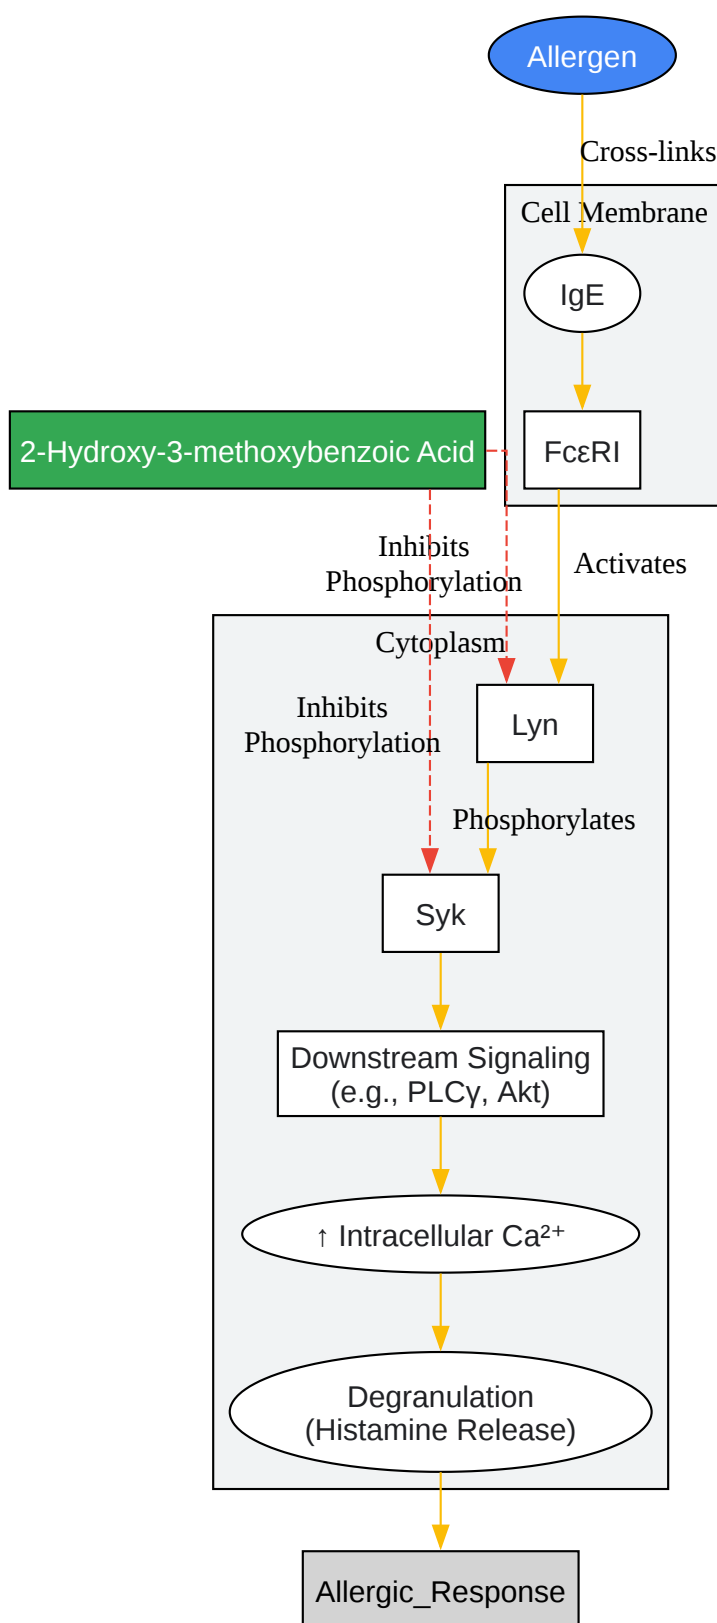 Allergen
Cross-links
Cell Membrane
IgE
2-Hydroxy-3-methoxybenzoic Acid
FcεRI
Inhibits
Phosphorylation
Activates
Cytoplasm
Inhibits
Phosphorylation
Lyn
Phosphorylates
Syk
Downstream Signaling
(e.g., PLCγ, Akt)
↑ Intracellular Ca²⁺
Degranulation
(Histamine Release)
Allergic_Response